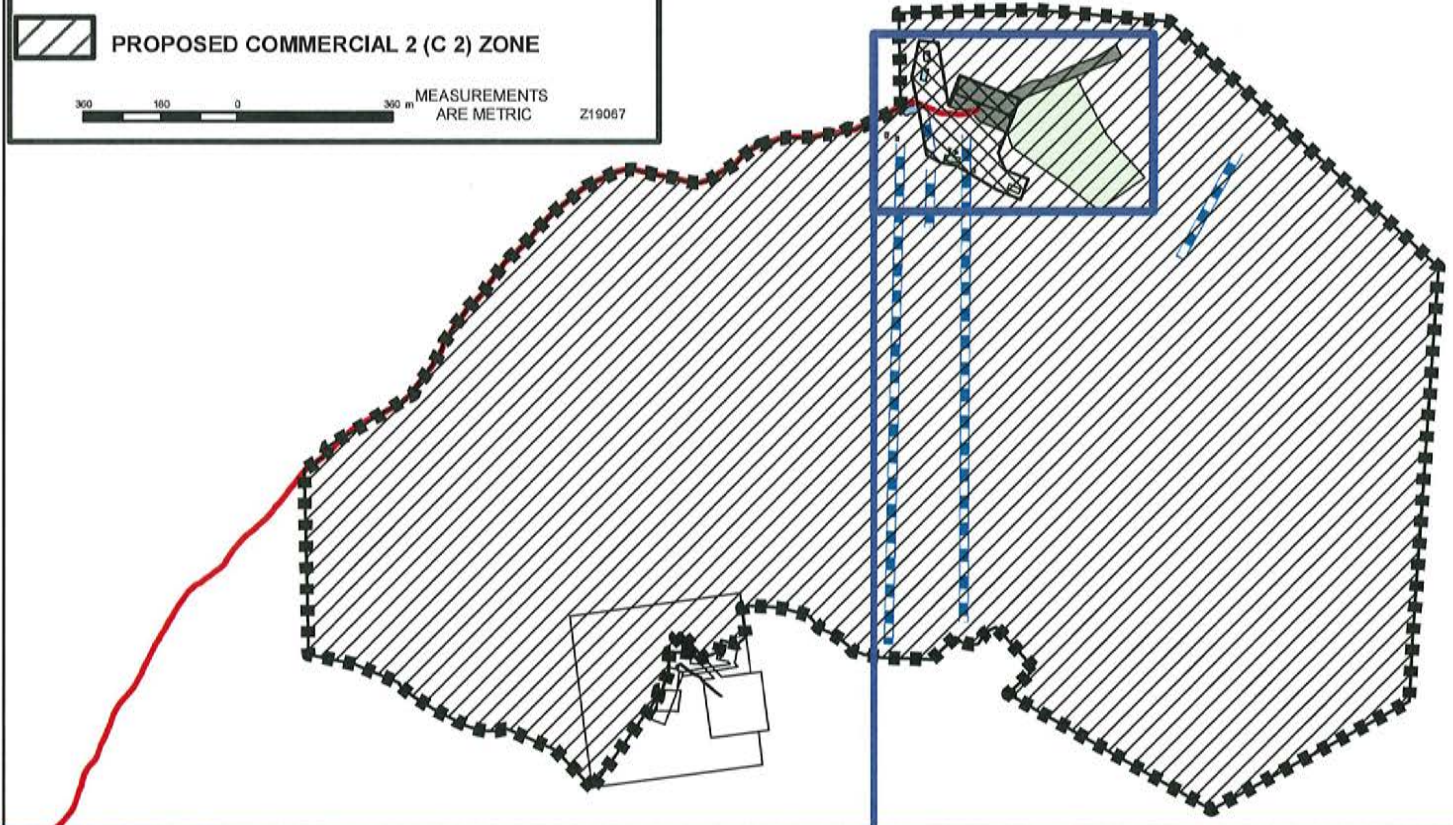 PROPOSED COMMERCIAL 2 (C 2) ZONE
360 160 0 360 m
MEASUREMENTS
ARE METRIC
Z19067